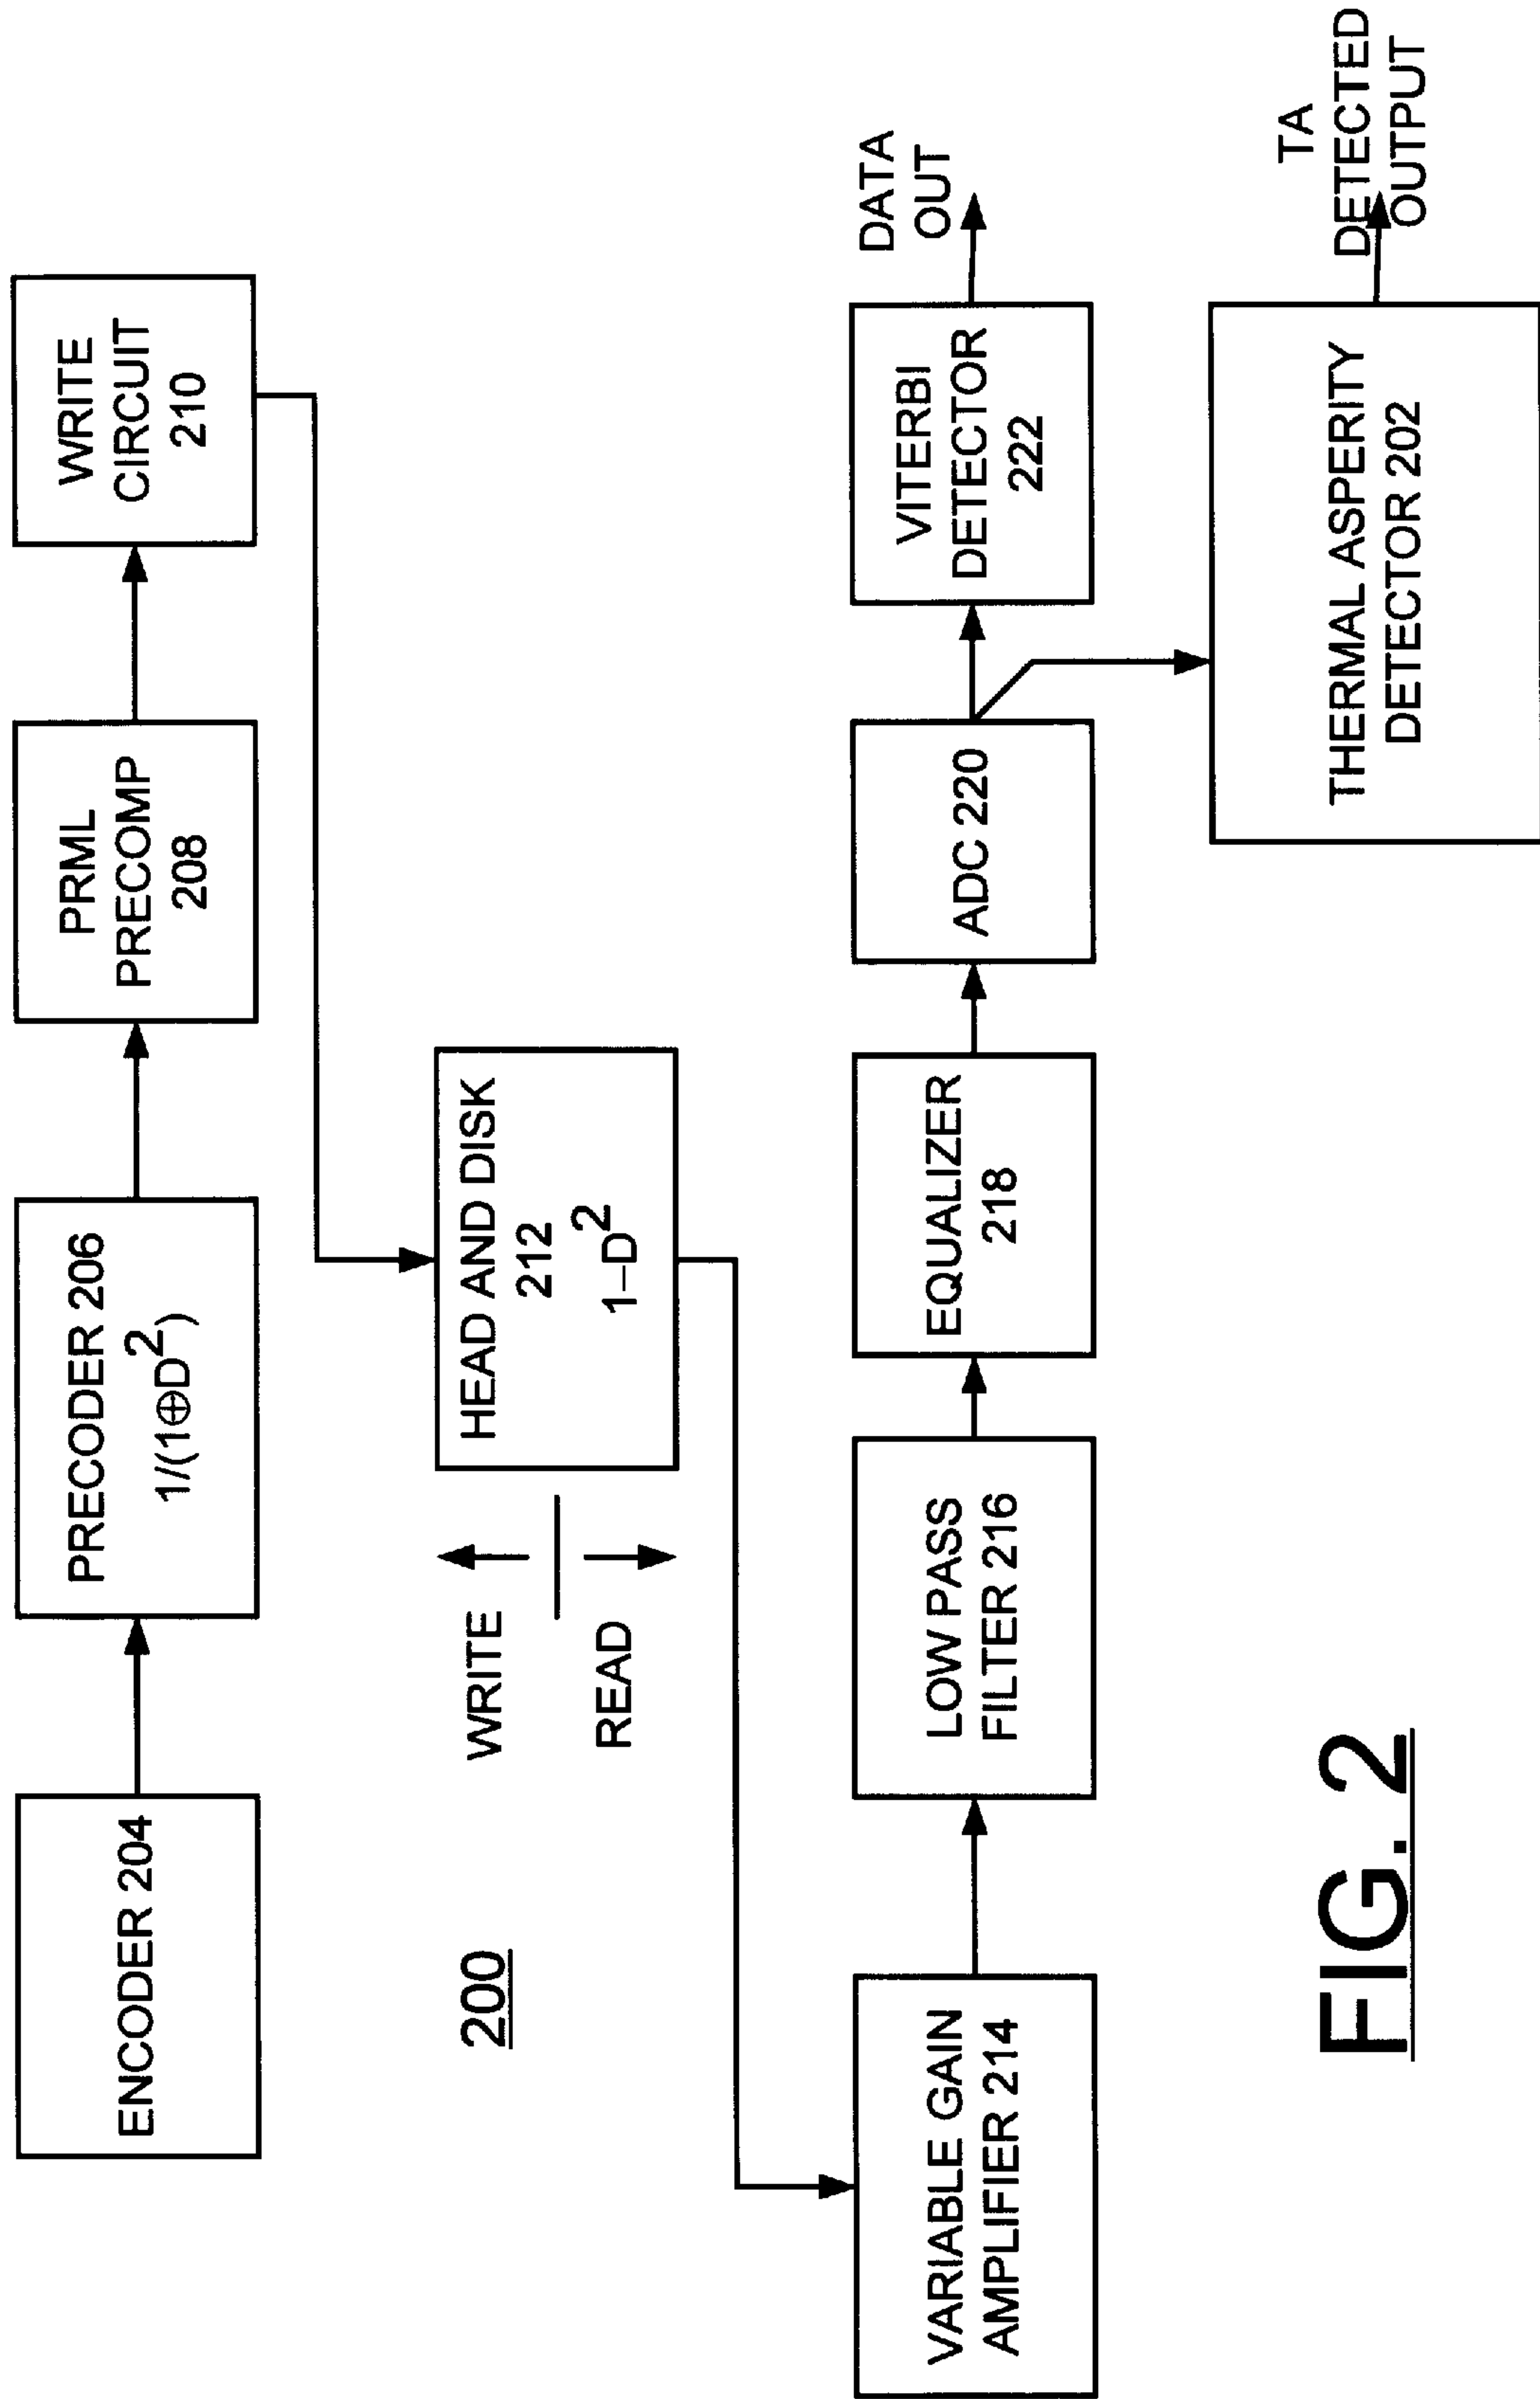 ENCODER 204
PRECODER 206
1/(1⊕D²)
PRML
PRECOMP
208
WRITE
CIRCUIT
210
200
WRITE
READ
HEAD AND DISK
212
1–D²
VARIABLE GAIN
AMPLIFIER 214
LOW PASS
FILTER 216
EQUALIZER
218
ADC 220
VITERBI
DETECTOR
222
DATA
OUT
THERMAL ASPERITY
DETECTOR 202
TA
DETECTED
OUTPUT
FIG. 2